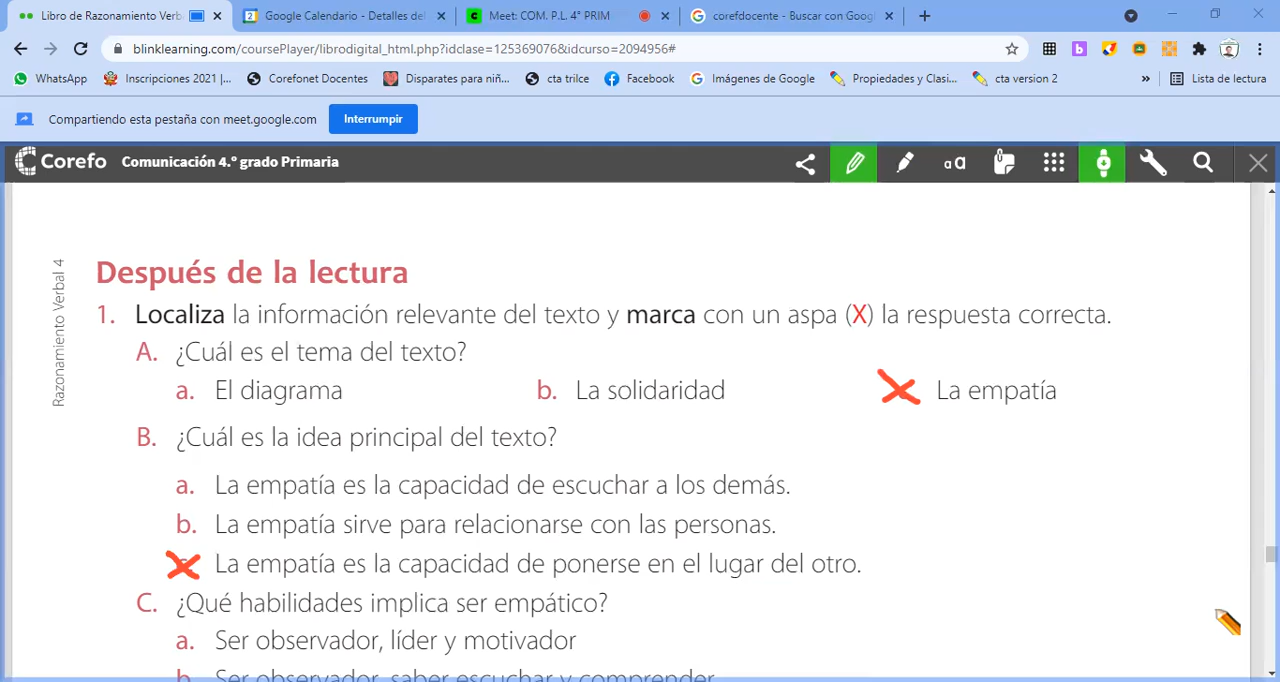 Libro de Razonamiento Verba
Google Calendario - Detalles del
Meet: COM. P.L. 4° PRIM
corefdocente - Buscar con Goog
blinklearning.com/coursePlayer/librodigital_html.php?idclase=125369076&idcurso=2094956#
WhatsApp
Inscripciones 2021 |...
Corefonet Docentes
Disparates para niñ...
cta trilce
Facebook
Imágenes de Google
Propiedades y Clasi...
cta version 2
»
Lista de lectura
Compartiendo esta pestaña con meet.google.com
Interrumpir
Corefo
Comunicación 4.º grado Primaria
a a
Razonamiento Verbal 4
Después de la lectura
1. Localiza la información relevante del texto y marca con un aspa (X) la respuesta correcta.
A. ¿Cuál es el tema del texto?
a. El diagrama b. La solidaridad La empatía
B. ¿Cuál es la idea principal del texto?
a. La empatía es la capacidad de escuchar a los demás.
b. La empatía sirve para relacionarse con las personas.
La empatía es la capacidad de ponerse en el lugar del otro.
C. ¿Qué habilidades implica ser empático?
a. Ser observador, líder y motivador
b. Ser observador, saber escuchar y comprender